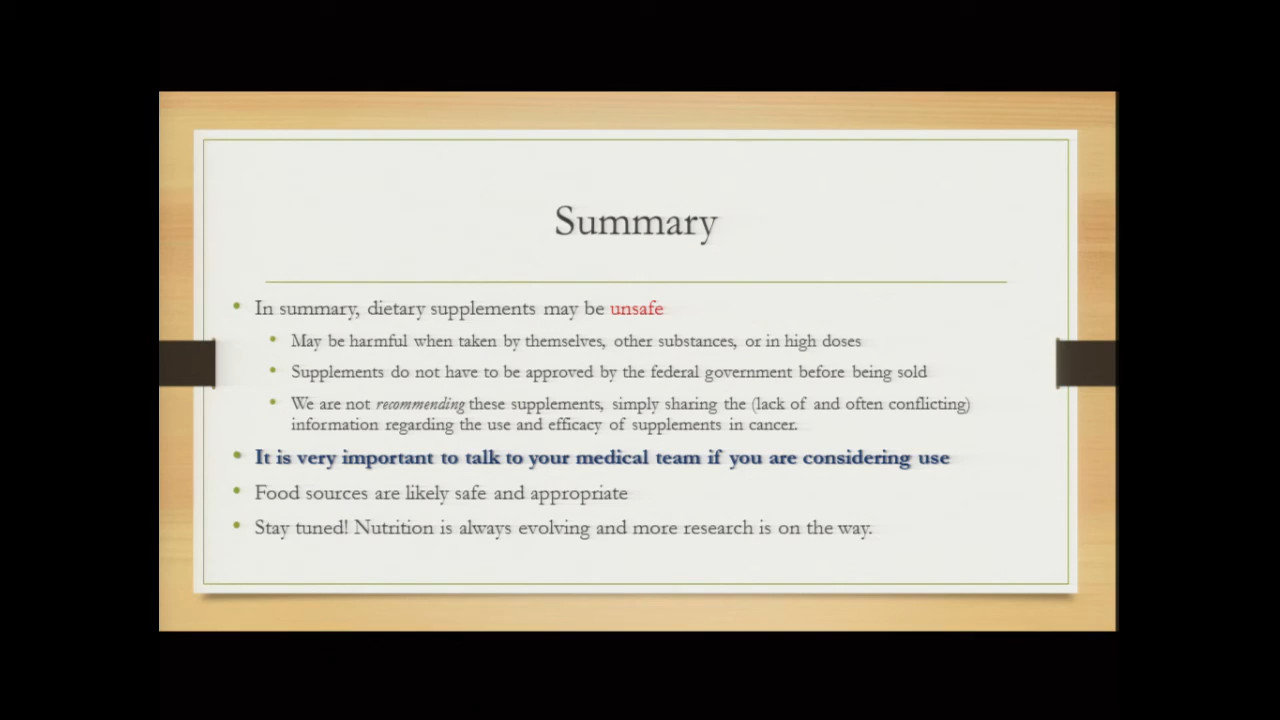 Summary
• In summary, dietary supplements may be unsafe
• May be harmful when taken by themselves, other substances, or in high doses
• Supplements do not have to be approved by the federal government before being sold
• We are not recommending these supplements, simply sharing the (lack of and often conflicting)
information regarding the use and efficacy of supplements in cancer.
• It is very important to talk to your medical team if you are considering use
• Food sources are likely safe and appropriate
• Stay tuned! Nutrition is always evolving and more research is on the way.